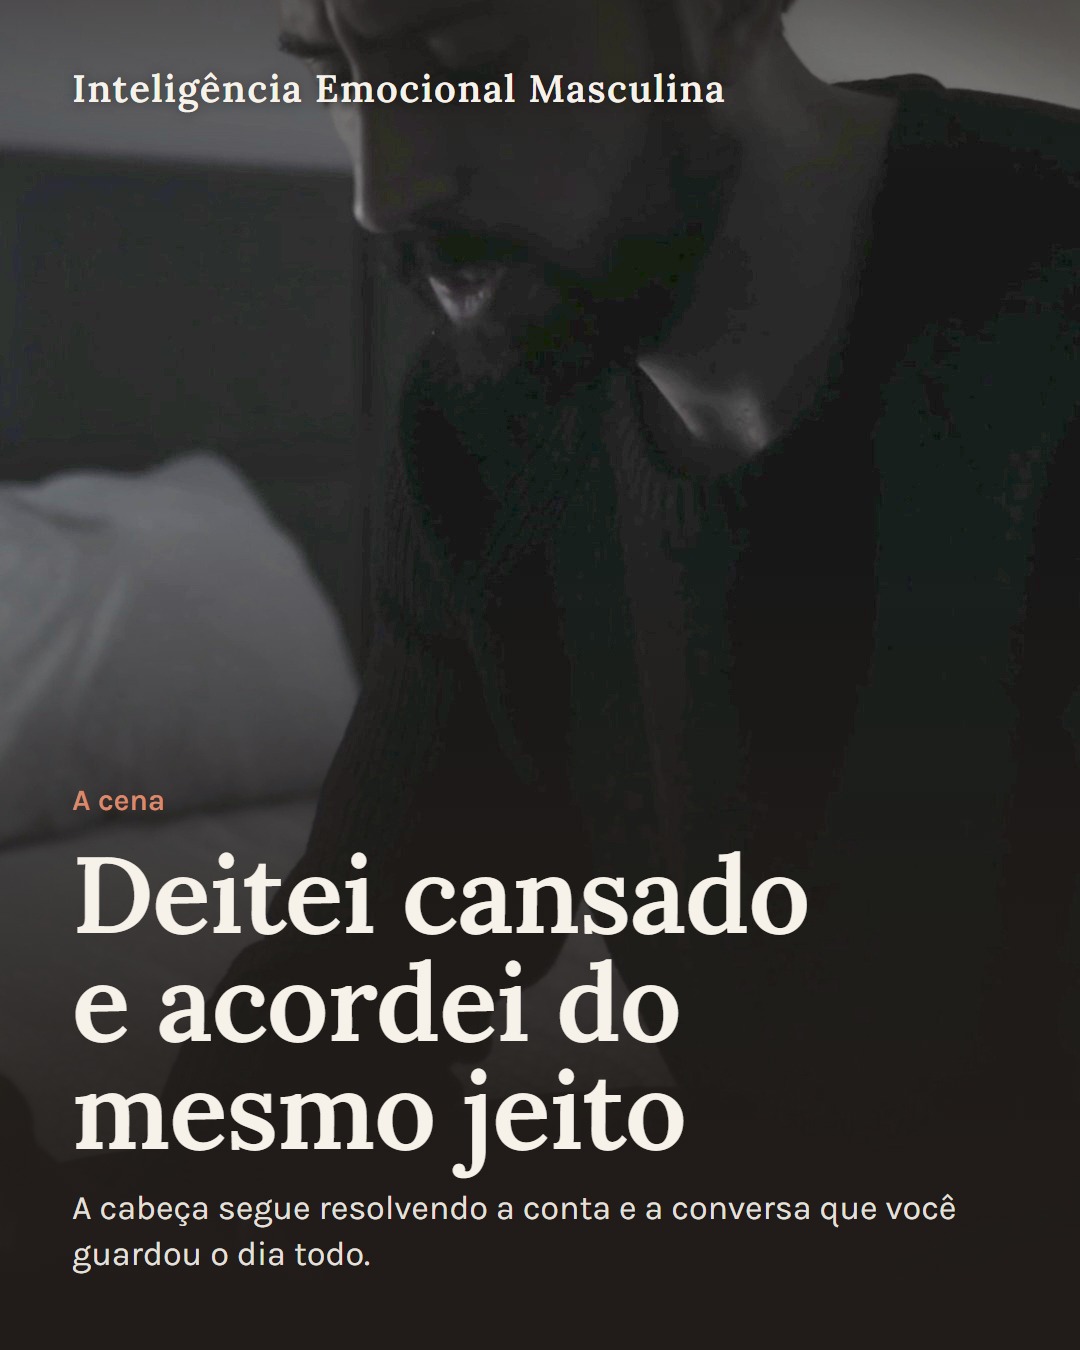 Inteligência Emocional Masculina
A cena
Deitei cansado
e acordei do
mesmo jeito
A cabeça segue resolvendo a conta e a conversa que você
guardou o dia todo.